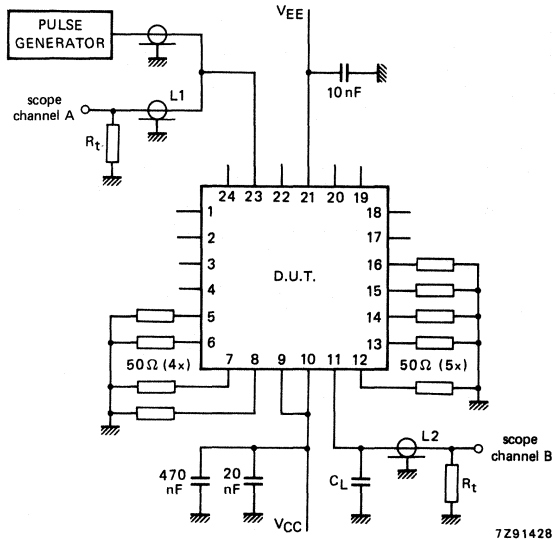 PULSE
GENERATOR
VEE
10 nF
scope
channel A
L1
Rt
24 23 22 21 20 19
1
2
3
4
5
6
18
17
16
15
14
13
D.U.T.
7 8 9 10 11 12
50Ω (4x)
50Ω (5x)
470
nF
20
nF
CL
L2
scope
channel B
Rt
VCC
7Z91428